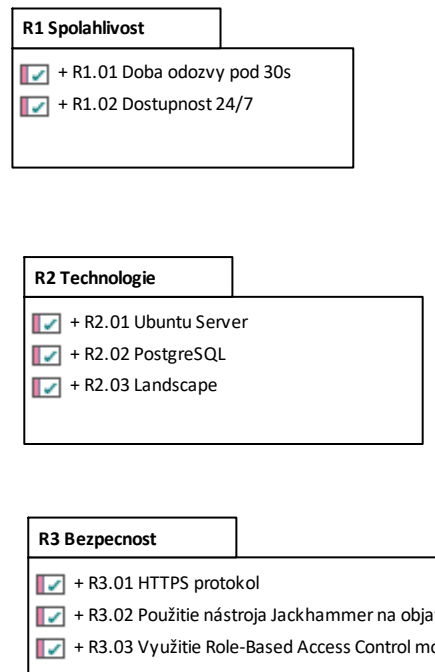 R1 Spolahlivost
+ R1.01 Doba odozvy pod 30s
+ R1.02 Dostupnost 24/7
R2 Technologie
+ R2.01 Ubuntu Server
+ R2.02 PostgreSQL
+ R2.03 Landscape
R3 Bezpecnost
+ R3.01 HTTPS protokol
+ R3.02 Použitie nástroja Jackhammer na
+ R3.03 Využitie Role-Based Access Control